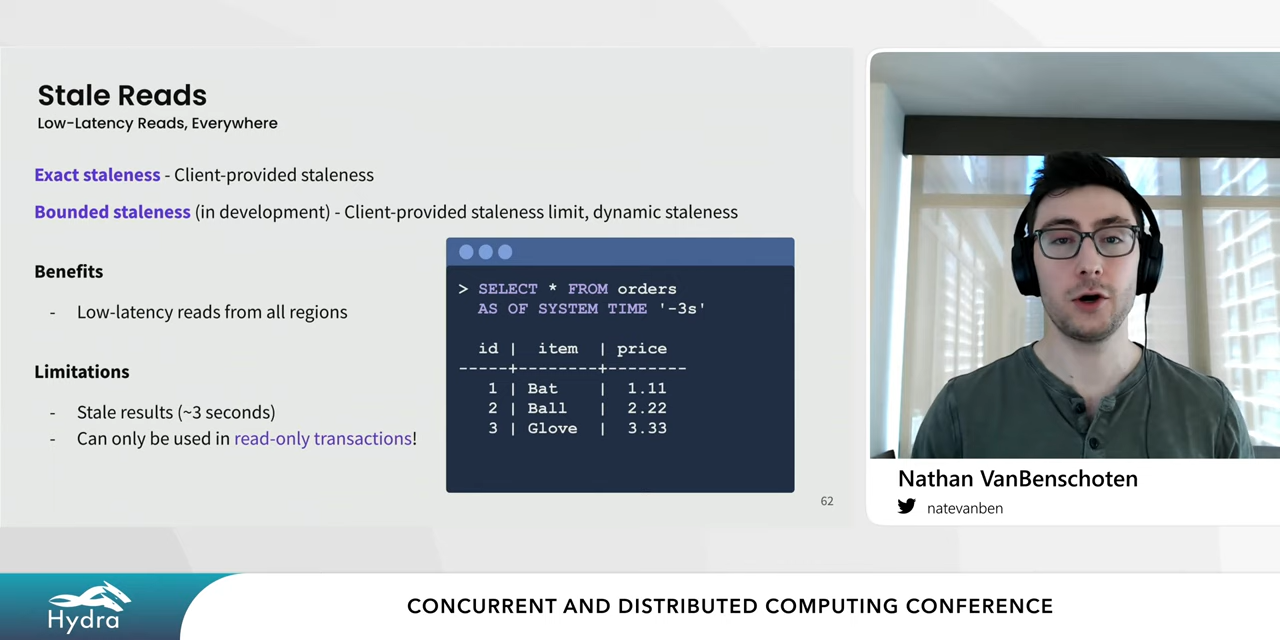 Stale Reads
Low-Latency Reads, Everywhere
Exact staleness - Client-provided staleness
Bounded staleness (in development) - Client-provided staleness limit, dynamic staleness
Benefits
- Low-latency reads from all regions
Limitations
- Stale results (~3 seconds)
- Can only be used in read-only transactions!
> SELECT * FROM orders
AS OF SYSTEM TIME '-3s'
id | item | price
-----+--------+--------
1 | Bat | 1.11
2 | Ball | 2.22
3 | Glove | 3.33
62
Nathan VanBenschoten
natevanben
Hydra
CONCURRENT AND DISTRIBUTED COMPUTING CONFERENCE